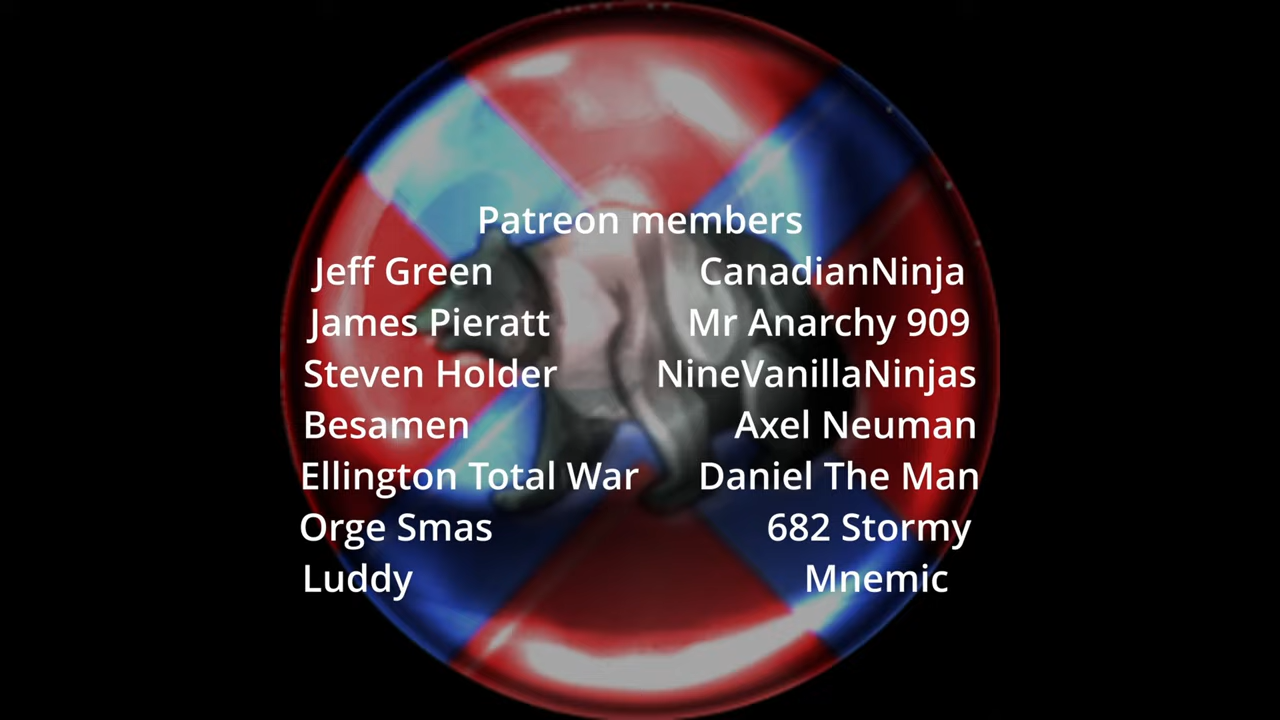 Patreon members
Jeff Green CanadianNinja
James Pieratt Mr Anarchy 909
Steven Holder NineVanillaNinjas
Besamen Axel Neuman
Ellington Total War Daniel The Man
Orge Smas 682 Stormy
Luddy Mnemic